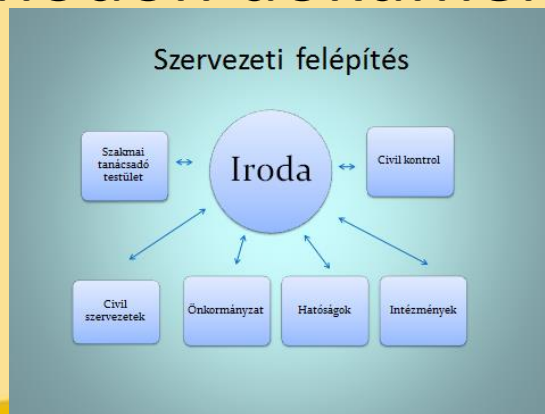 Szervezeti felépítés
Szakmai
tanácsadó
testület
Iroda
Civil kontrol
Civil
szervezetek
Önkormányzat
Hatóságok
Intézmények